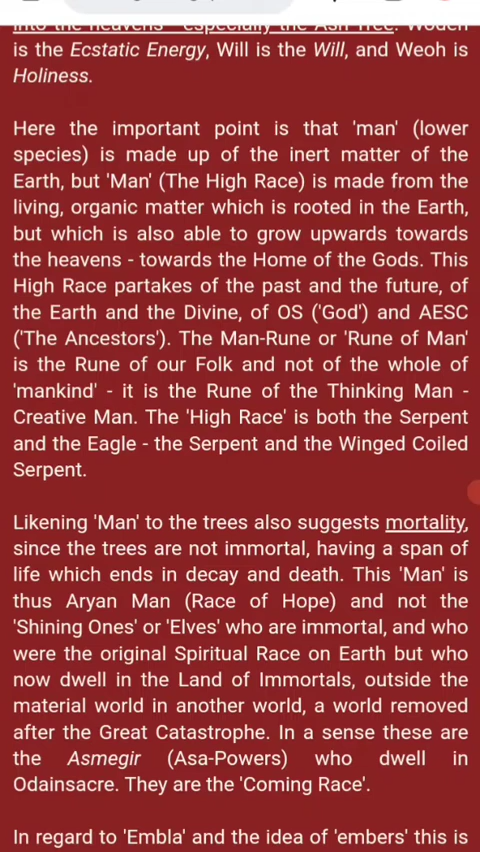 into the heavens - especially the Ash Tree. Woden
is the Ecstatic Energy, Will is the Will, and Weoh is
Holiness.
Here the important point is that 'man' (lower
species) is made up of the inert matter of the
Earth, but 'Man' (The High Race) is made from the
living, organic matter which is rooted in the Earth,
but which is also able to grow upwards towards
the heavens - towards the Home of the Gods. This
High Race partakes of the past and the future, of
the Earth and the Divine, of OS ('God') and AESC
('The Ancestors'). The Man-Rune or 'Rune of Man'
is the Rune of our Folk and not of the whole of
'mankind' - it is the Rune of the Thinking Man -
Creative Man. The 'High Race' is both the Serpent
and the Eagle - the Serpent and the Winged Coiled
Serpent.
Likening 'Man' to the trees also suggests mortality,
since the trees are not immortal, having a span of
life which ends in decay and death. This 'Man' is
thus Aryan Man (Race of Hope) and not the
'Shining Ones' or 'Elves' who are immortal, and who
were the original Spiritual Race on Earth but who
now dwell in the Land of Immortals, outside the
material world in another world, a world removed
after the Great Catastrophe. In a sense these are
the Asmegir (Asa-Powers) who dwell in
Odainsacre. They are the 'Coming Race'.
In regard to 'Embla' and the idea of 'embers' this is